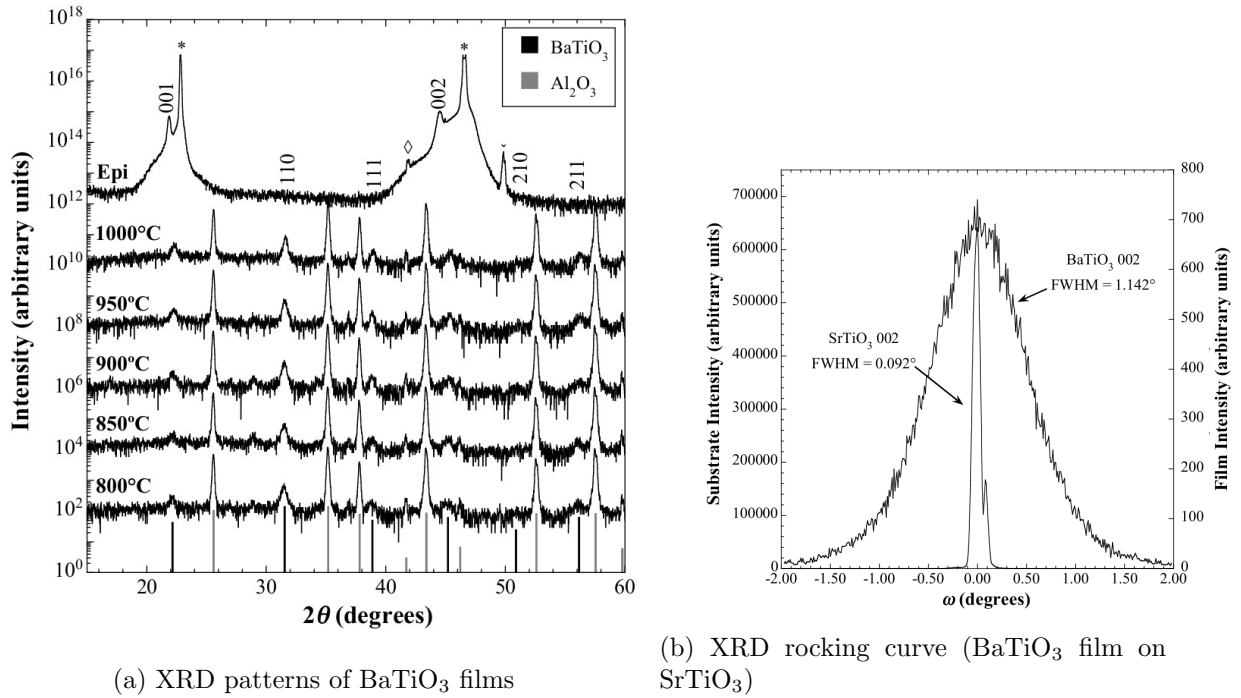 10^18
10^16
10^14
10^12
10^10
10^8
10^6
10^4
10^2
10^0
Intensity (arbitrary units)
BaTiO₃
Al₂O₃
001
*
002
*
◊
ˇ
110
111
210
211
Epi
1000°C
950°C
900°C
850°C
800°C
20
30
40
50
60
2θ (degrees)
(a) XRD patterns of BaTiO₃ films
700000
600000
500000
400000
300000
200000
100000
0
Substrate Intensity (arbitrary units)
800
700
600
500
400
300
200
100
0
Film Intensity (arbitrary units)
BaTiO₃ 002
FWHM = 1.142°
SrTiO₃ 002
FWHM = 0.092°
-2.00
-1.00
-0.50
0.00
0.50
1.00
1.50
2.00
ω (degrees)
(b) XRD rocking curve (BaTiO₃ film on
SrTiO₃)